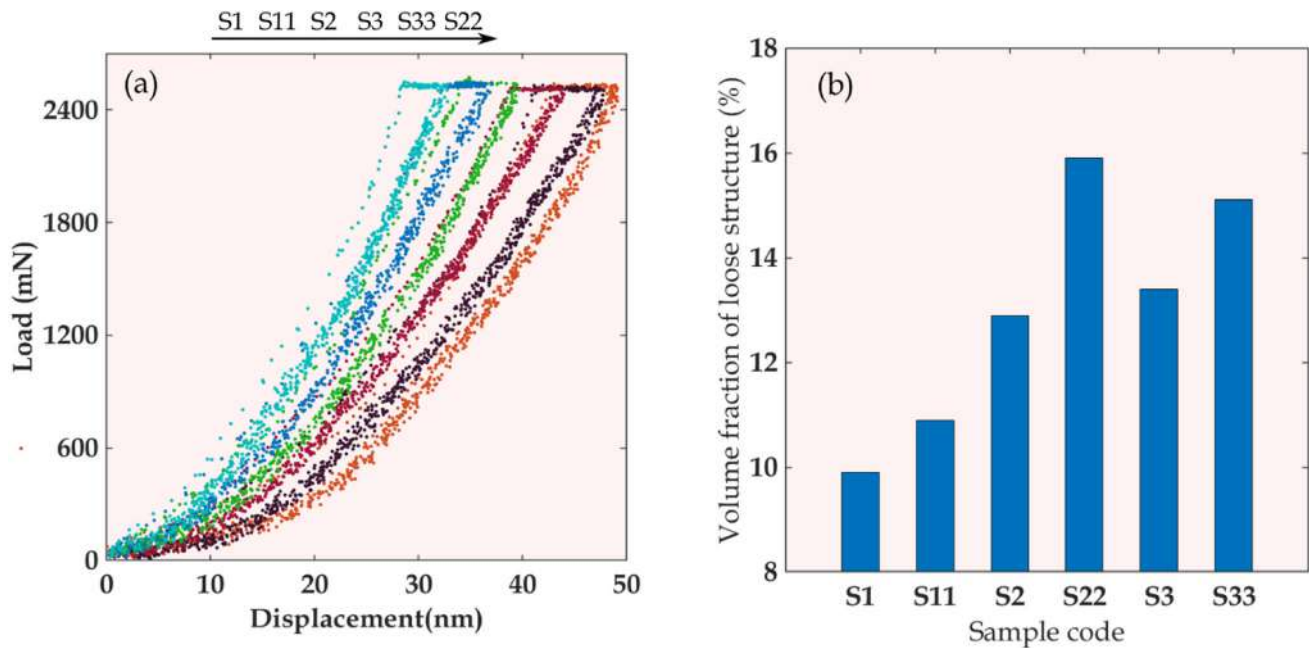 S1 S11 S2 S3 S33 S22
(a)
2400
1800
1200
600
0
Load (mN)
0 10 20 30 40 50
Displacement(nm)
(b)
18
16
14
12
10
8
Volume fraction of loose structure (%)
S1 S11 S2 S22 S3 S33
Sample code